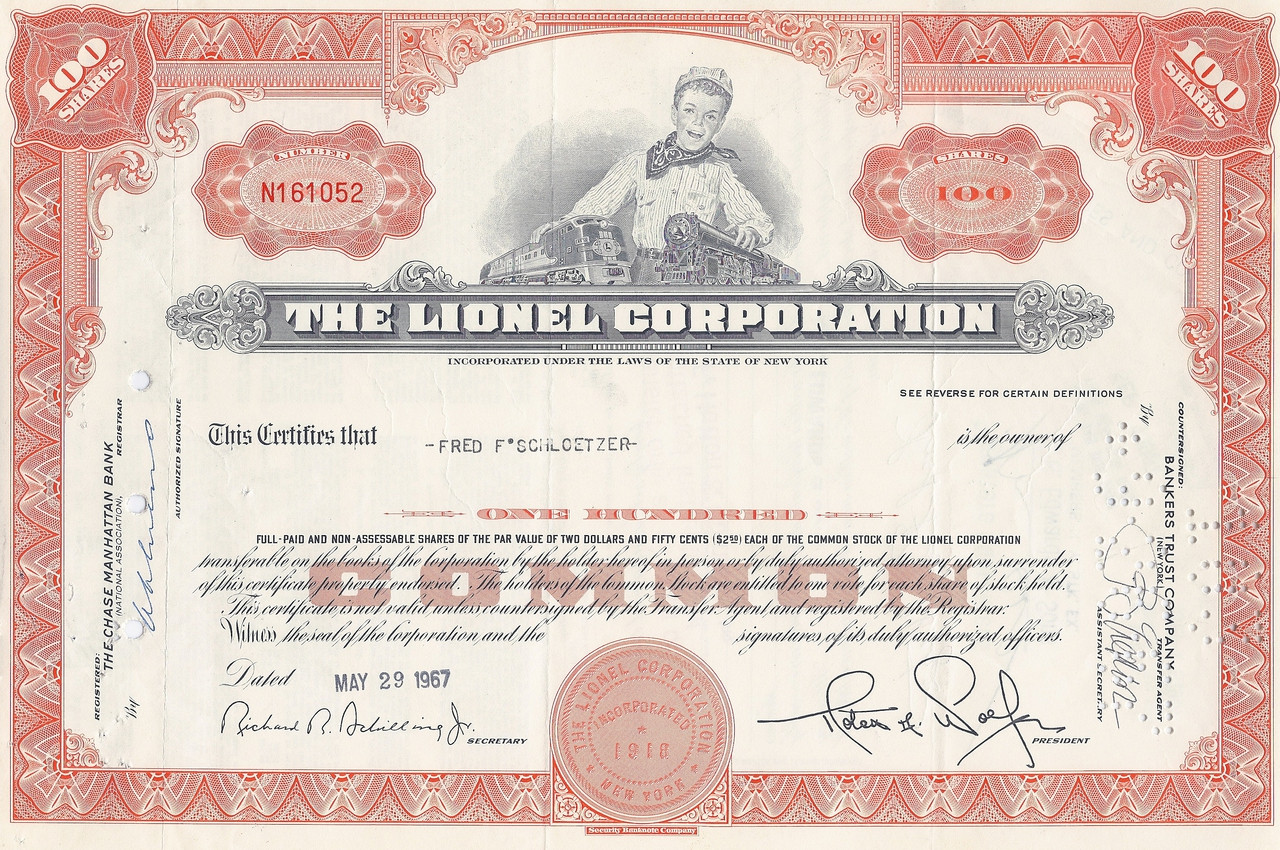 100 SHARES
100 SHARES
NUMBER
N161052
SHARES
100
THE LIONEL CORPORATION
INCORPORATED UNDER THE LAWS OF THE STATE OF NEW YORK
SEE REVERSE FOR CERTAIN DEFINITIONS
This Certifies that
-FRED F SCHLOETZER-
is the owner of
ONE HUNDRED
FULL-PAID AND NON-ASSESSABLE SHARES OF THE PAR VALUE OF TWO DOLLARS AND FIFTY CENTS ($2.50) EACH OF THE COMMON STOCK OF THE LIONEL CORPORATION
transferable on the books of the Corporation by the holder hereof in person or by duly authorized attorney upon surrender
of this certificate properly endorsed. The holders of the Common Stock are entitled to one vote for each share of stock held.
This certificate is not valid unless countersigned by the Transfer Agent and registered by the Registrar.
COMMON
Witness, the seal of the Corporation and the signatures of its duly authorized officers.
Dated
MAY 29 1967
Richard R. Schilling Jr.
SECRETARY
PRESIDENT
THE LIONEL CORPORATION
INCORPORATED
1918
NEW YORK
Security Banknote Company
REGISTERED:
THE CHASE MANHATTAN BANK
(NATIONAL ASSOCIATION),
REGISTRAR
By
AUTHORIZED SIGNATURE
COUNTERSIGNED:
BANKERS TRUST COMPANY
(NEW YORK)
TRANSFER AGENT
By
ASSISTANT SECRETARY